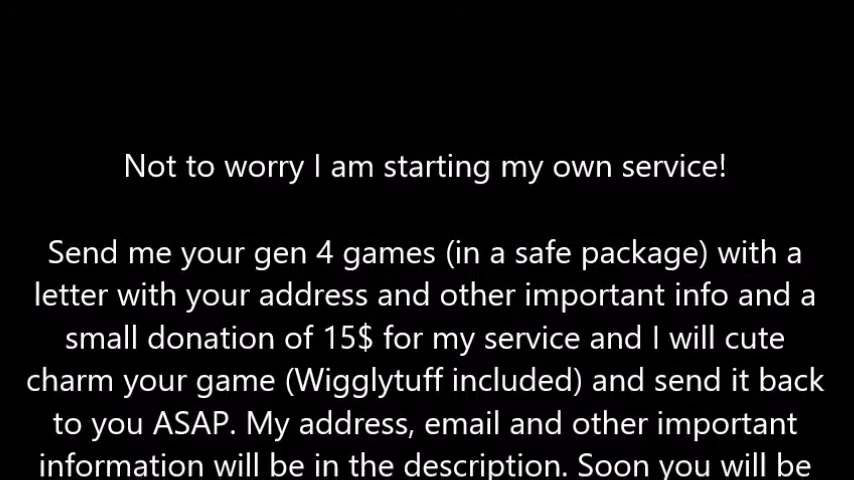 Not to worry I am starting my own service!
Send me your gen 4 games (in a safe package) with a
letter with your address and other important info and a
small donation of 15$ for my service and I will cute
charm your game (Wigglytuff included) and send it back
to you ASAP. My address, email and other important
information will be in the description. Soon you will be